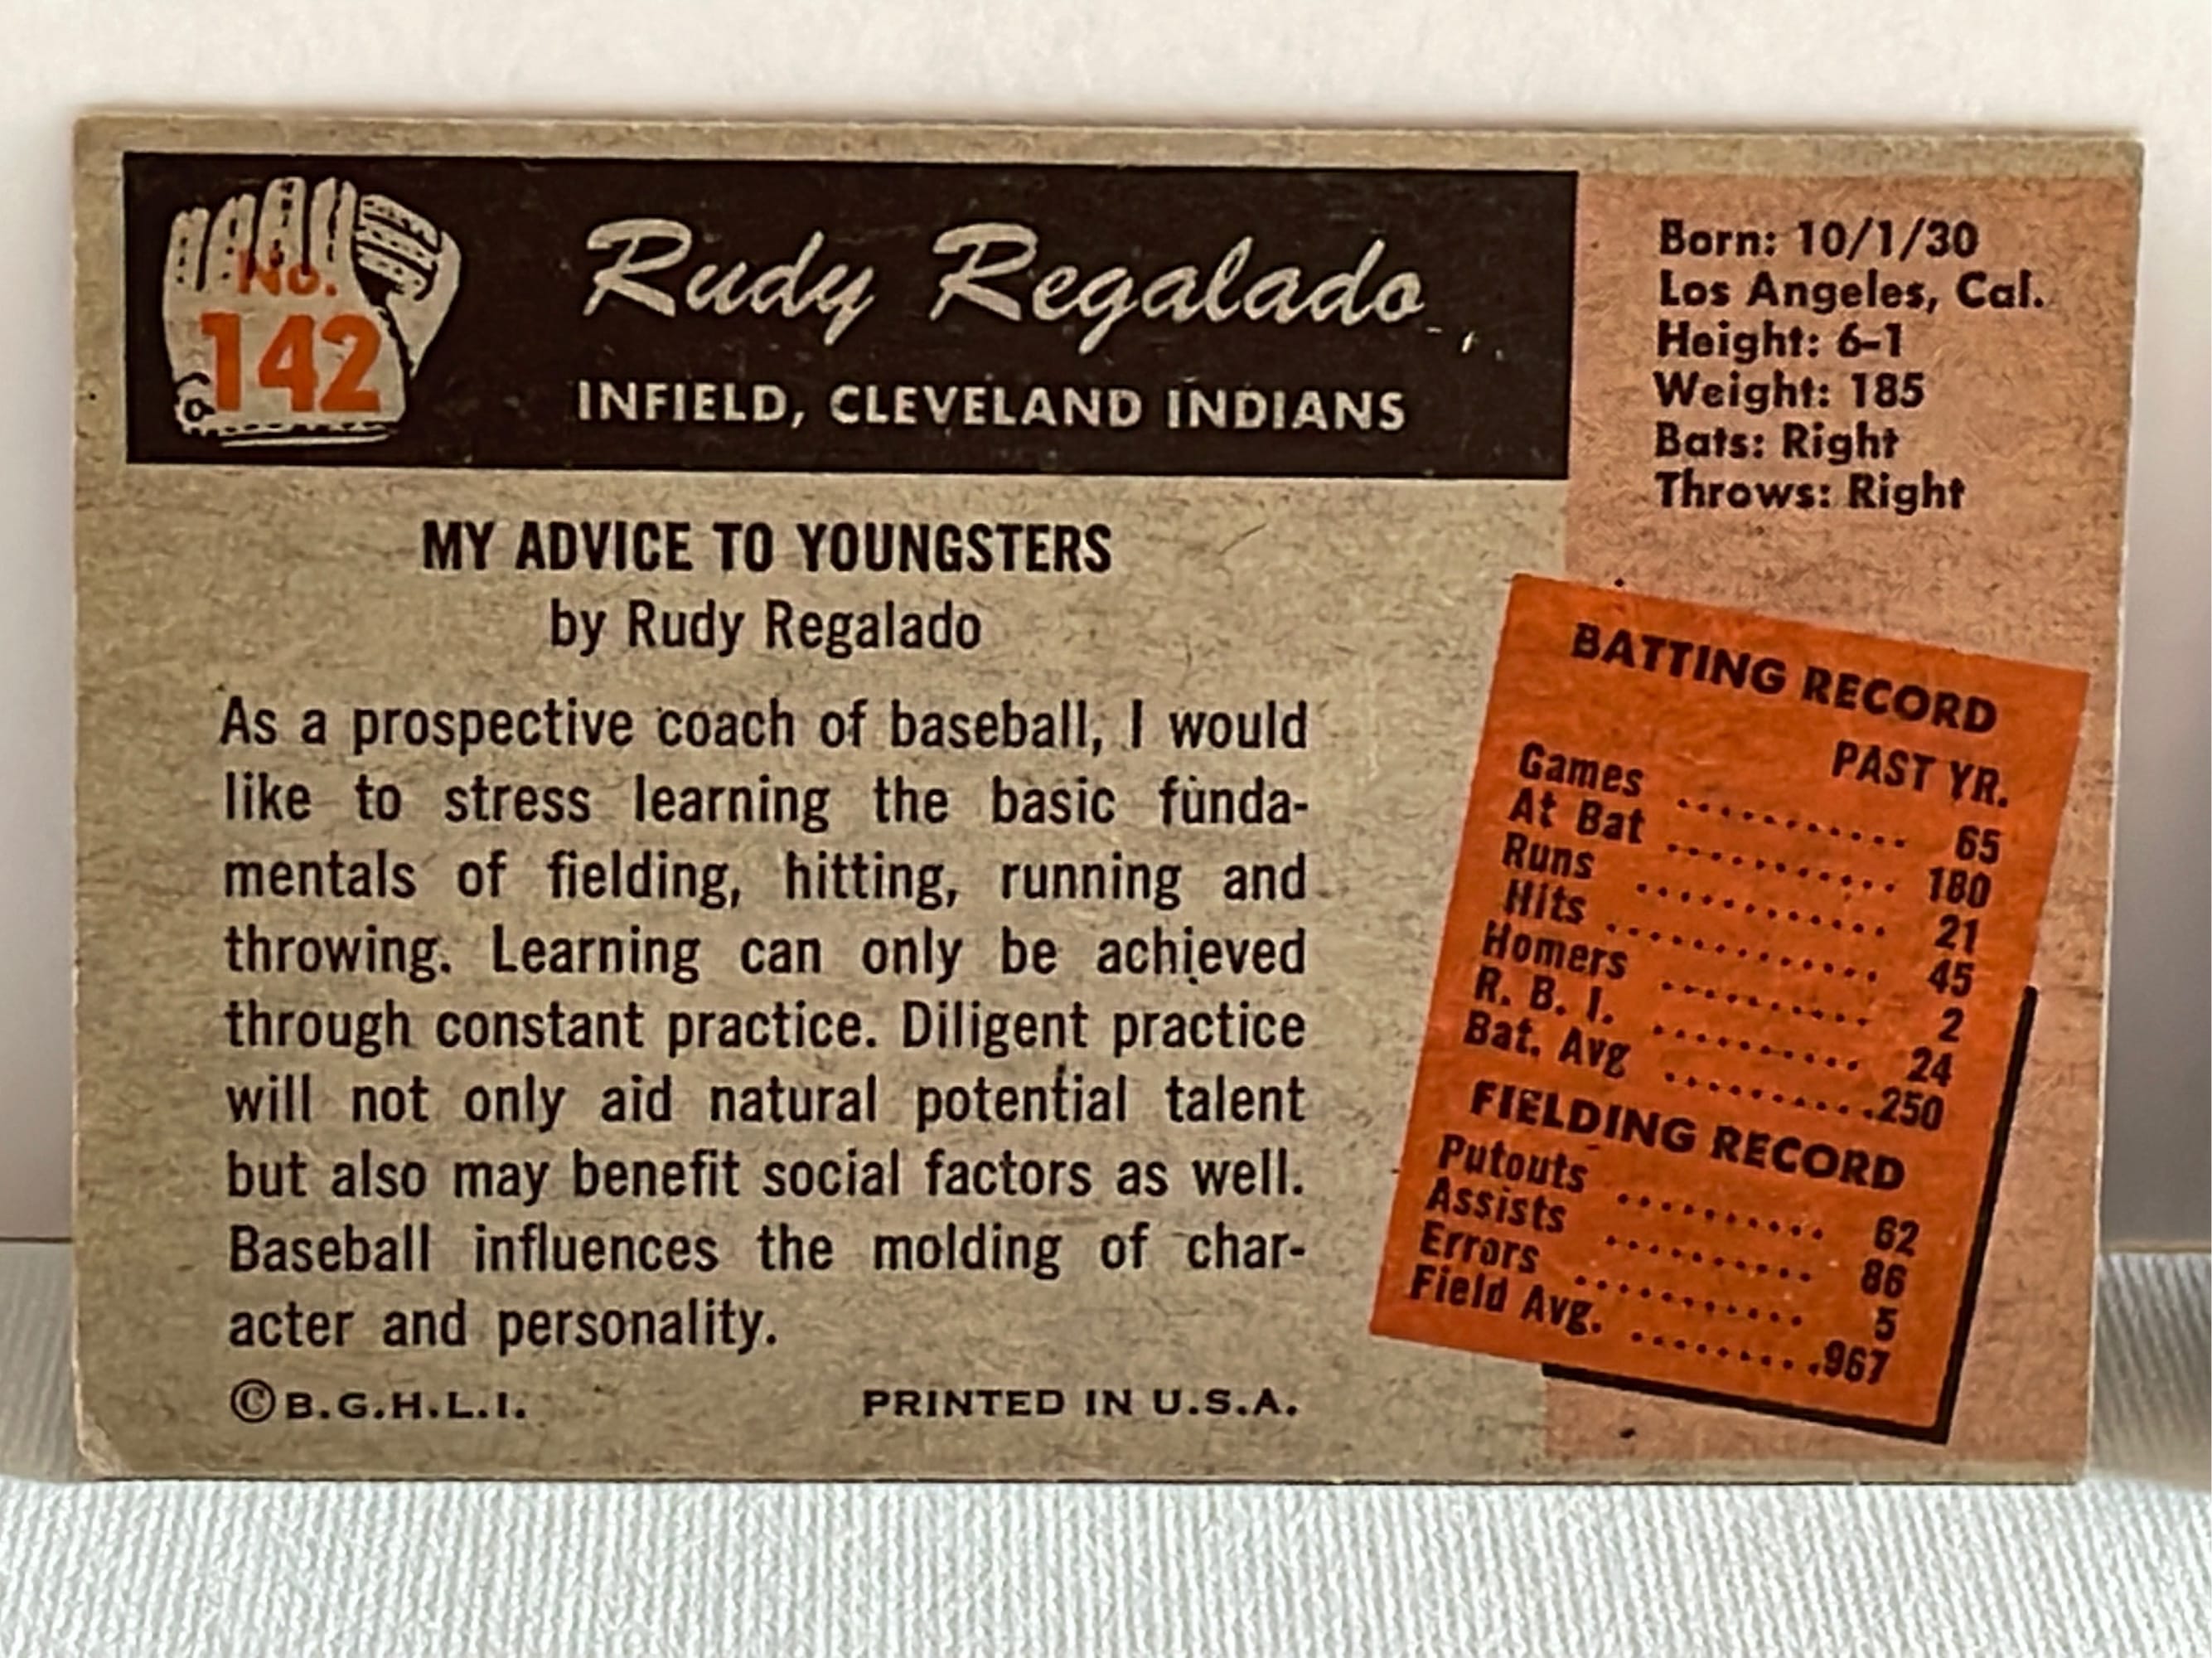 No.
142
Rudy Regalado
INFIELD, CLEVELAND INDIANS
Born: 10/1/30
Los Angeles, Cal.
Height: 6-1
Weight: 185
Bats: Right
Throws: Right
MY ADVICE TO YOUNGSTERS
by Rudy Regalado
As a prospective coach of baseball, I would
like to stress learning the basic funda-
mentals of fielding, hitting, running and
throwing. Learning can only be achieved
through constant practice. Diligent practice
will not only aid natural potential talent
but also may benefit social factors as well.
Baseball influences the molding of char-
acter and personality.
©B.G.H.L.I. PRINTED IN U.S.A.
BATTING RECORD
PAST YR.
Games ........... 65
At Bat ........... 180
Runs ............ 21
Hits ............. 45
Homers .......... 2
R. B. I. ........... 24
Bat. Avg ..........250
FIELDING RECORD
Putouts ........... 62
Assists .......... 86
Errors ............ 5
Field Avg. ..........967